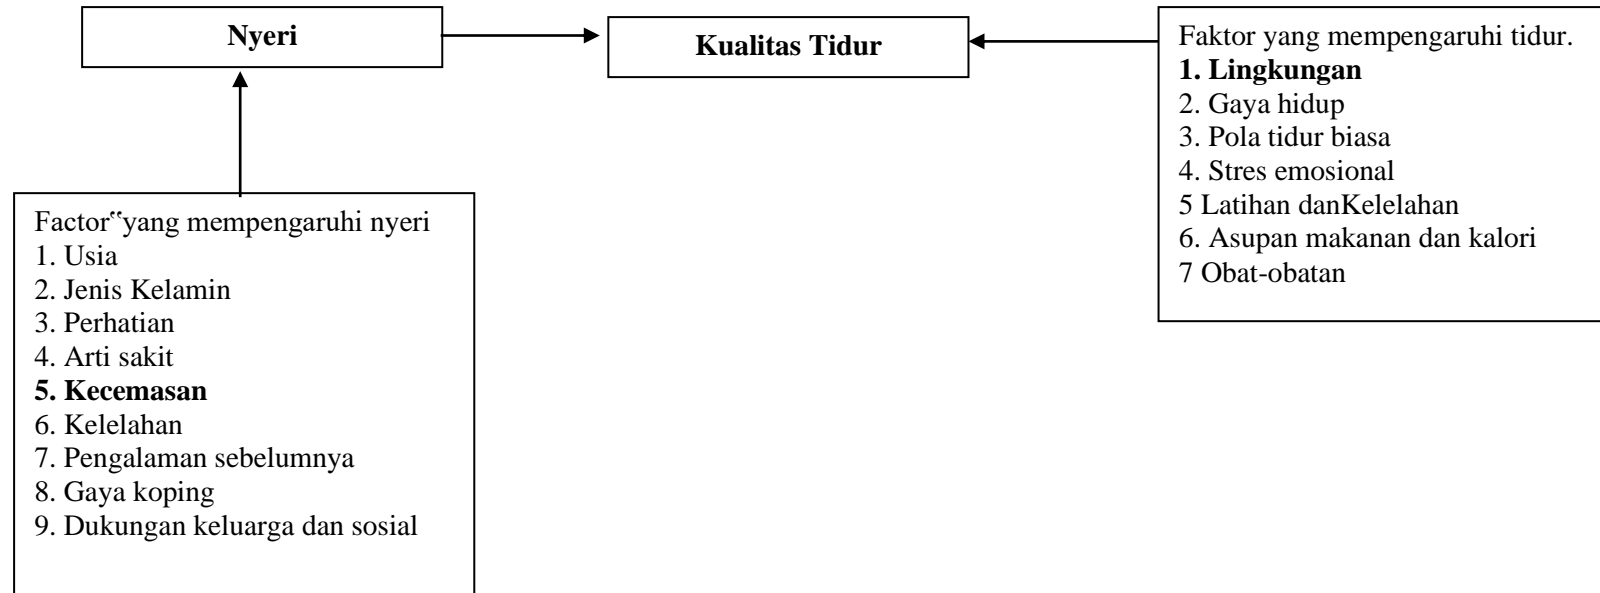 Nyeri
Kualitas Tidur
Faktor yang mempengaruhi tidur.
1. Lingkungan
2. Gaya hidup
3. Pola tidur biasa
4. Stres emosional
5 Latihan danKelelahan
6. Asupan makanan dan kalori
7 Obat-obatan
Factor‟yang mempengaruhi nyeri
1. Usia
2. Jenis Kelamin
3. Perhatian
4. Arti sakit
5. Kecemasan
6. Kelelahan
7. Pengalaman sebelumnya
8. Gaya koping
9. Dukungan keluarga dan sosial